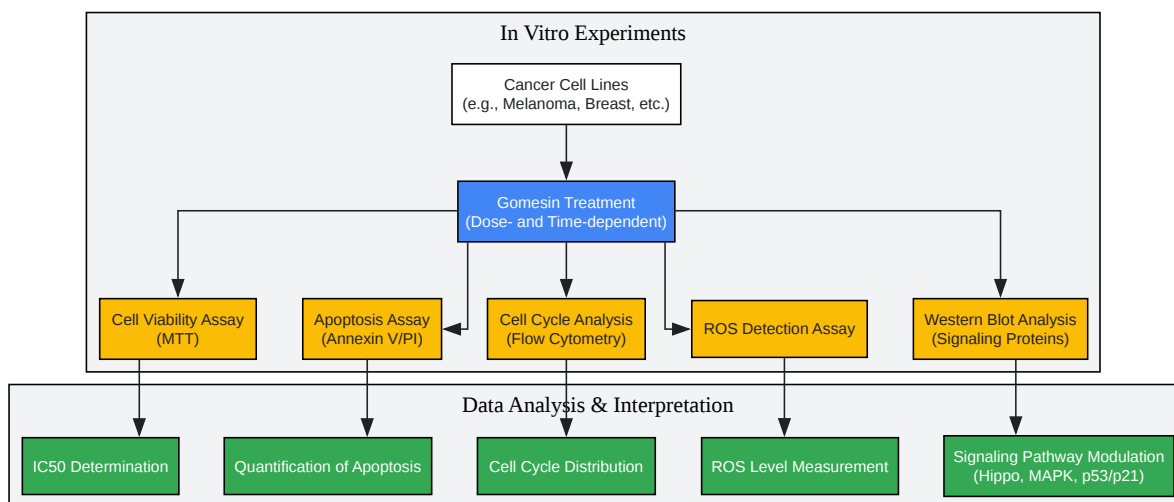 In Vitro Experiments
Cancer Cell Lines
(e.g., Melanoma, Breast, etc.)
Gomesin Treatment
(Dose- and Time-dependent)
Cell Viability Assay
(MTT)
Apoptosis Assay
(Annexin V/PI)
Cell Cycle Analysis
(Flow Cytometry)
ROS Detection Assay
Western Blot Analysis
(Signaling Proteins)
Data Analysis & Interpretation
IC50 Determination
Quantification of Apoptosis
Cell Cycle Distribution
ROS Level Measurement
Signaling Pathway Modulation
(Hippo, MAPK, p53/p21)